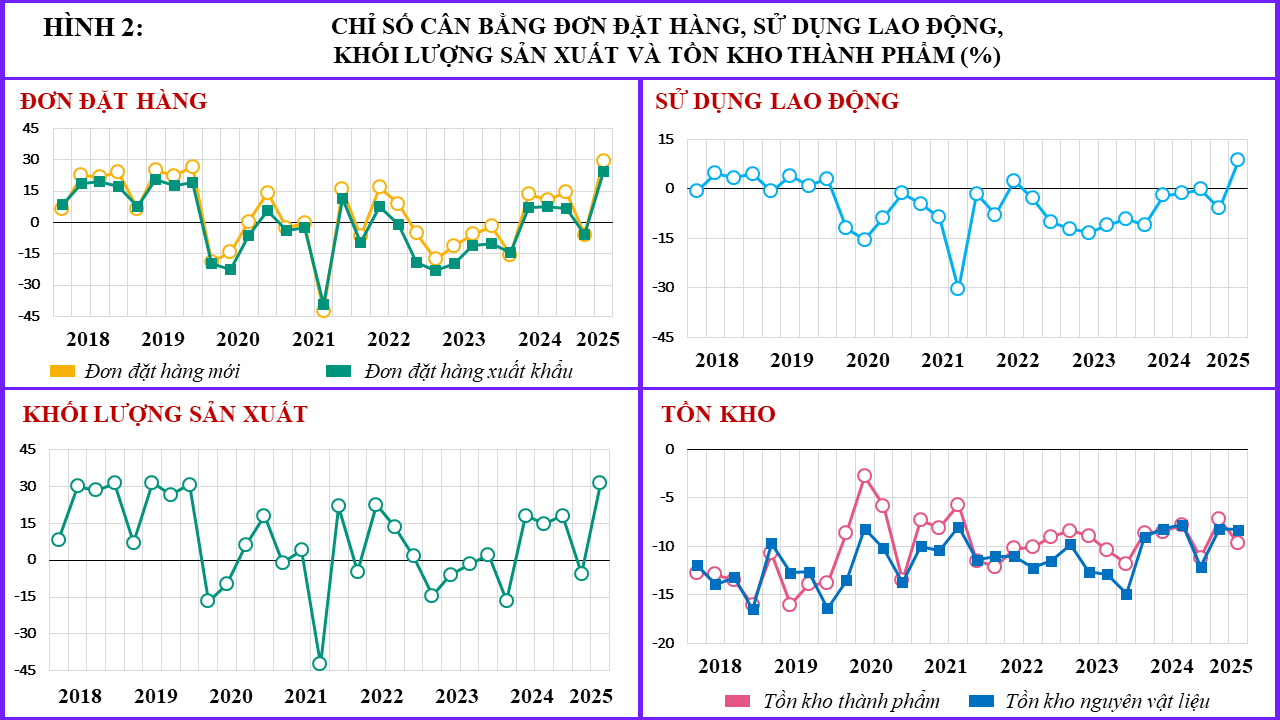 HÌNH 2:
CHỈ SỐ CÂN BẰNG ĐƠN ĐẶT HÀNG, SỬ DỤNG LAO ĐỘNG,
KHỐI LƯỢNG SẢN XUẤT VÀ TỒN KHO THÀNH PHẨM (%)
ĐƠN ĐẶT HÀNG
45
30
15
0
-15
-30
-45
2018 2019 2020 2021 2022 2023 2024 2025
Đơn đặt hàng mới Đơn đặt hàng xuất khẩu
SỬ DỤNG LAO ĐỘNG
15
0
-15
-30
-45
2018 2019 2020 2021 2022 2023 2024 2025
KHỐI LƯỢNG SẢN XUẤT
45
30
15
0
-15
-30
-45
2018 2019 2020 2021 2022 2023 2024 2025
TỒN KHO
0
-5
-10
-15
-20
2018 2019 2020 2021 2022 2023 2024 2025
Tồn kho thành phẩm Tồn kho nguyên vật liệu